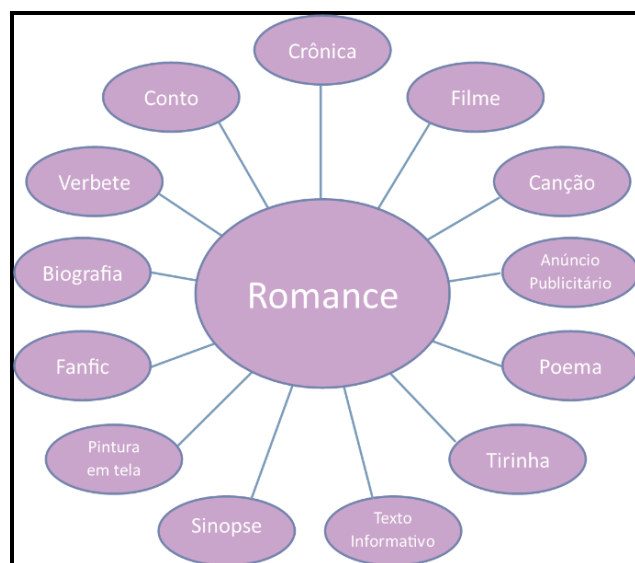 Crônica
Conto
Filme
Verbete
Canção
Biografia
Anúncio
Publicitário
Romance
Fanfic
Poema
Pintura
em tela
Tirinha
Sinopse
Texto
Informativo